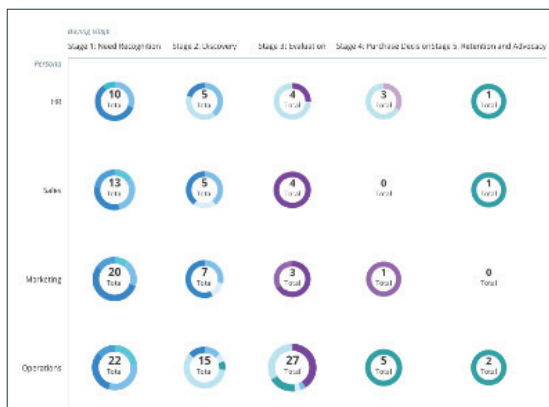 Buying Stage
Stage 1: Need Recognition Stage 2: Discovery Stage 3: Evaluation Stage 4: Purchase Decision Stage 5: Retention and Advocacy
Persona
HR 10 5 4 3 1
Total Total Total Total Total
Sales 13 5 4 0 1
Total Total Total Total Total
Marketing 20 7 3 1 0
Total Total Total Total Total
Operations 22 15 27 5 2
Total Total Total Total Total